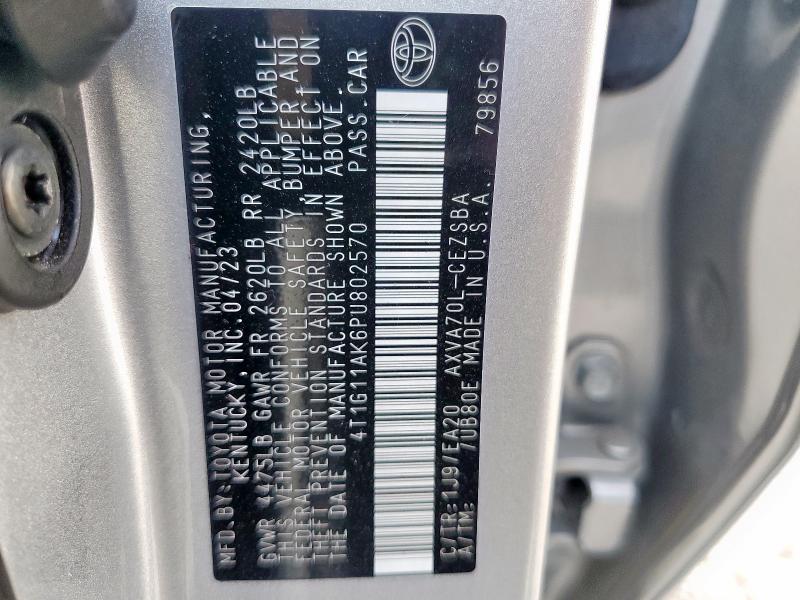 MFD.BY:TOYOTA MOTOR MANUFACTURING,
KENTUCKY, INC.04/23
GVWR 4475LB GAWR FR 2620LB RR 2420LB
THIS VEHICLE CONFORMS TO ALL APPLICABLE
FEDERAL MOTOR VEHICLE SAFETY, BUMPER, AND
THEFT PREVENTION STANDARDS IN EFFECT ON
THE DATE OF MANUFACTURE SHOWN ABOVE.
4T1G11AK6PU802570 PASS.CAR
C/TR:1J9/EA20 AXVA70L-CEZSBA
A/TM: /UB80E MADE IN U.S.A. 79856